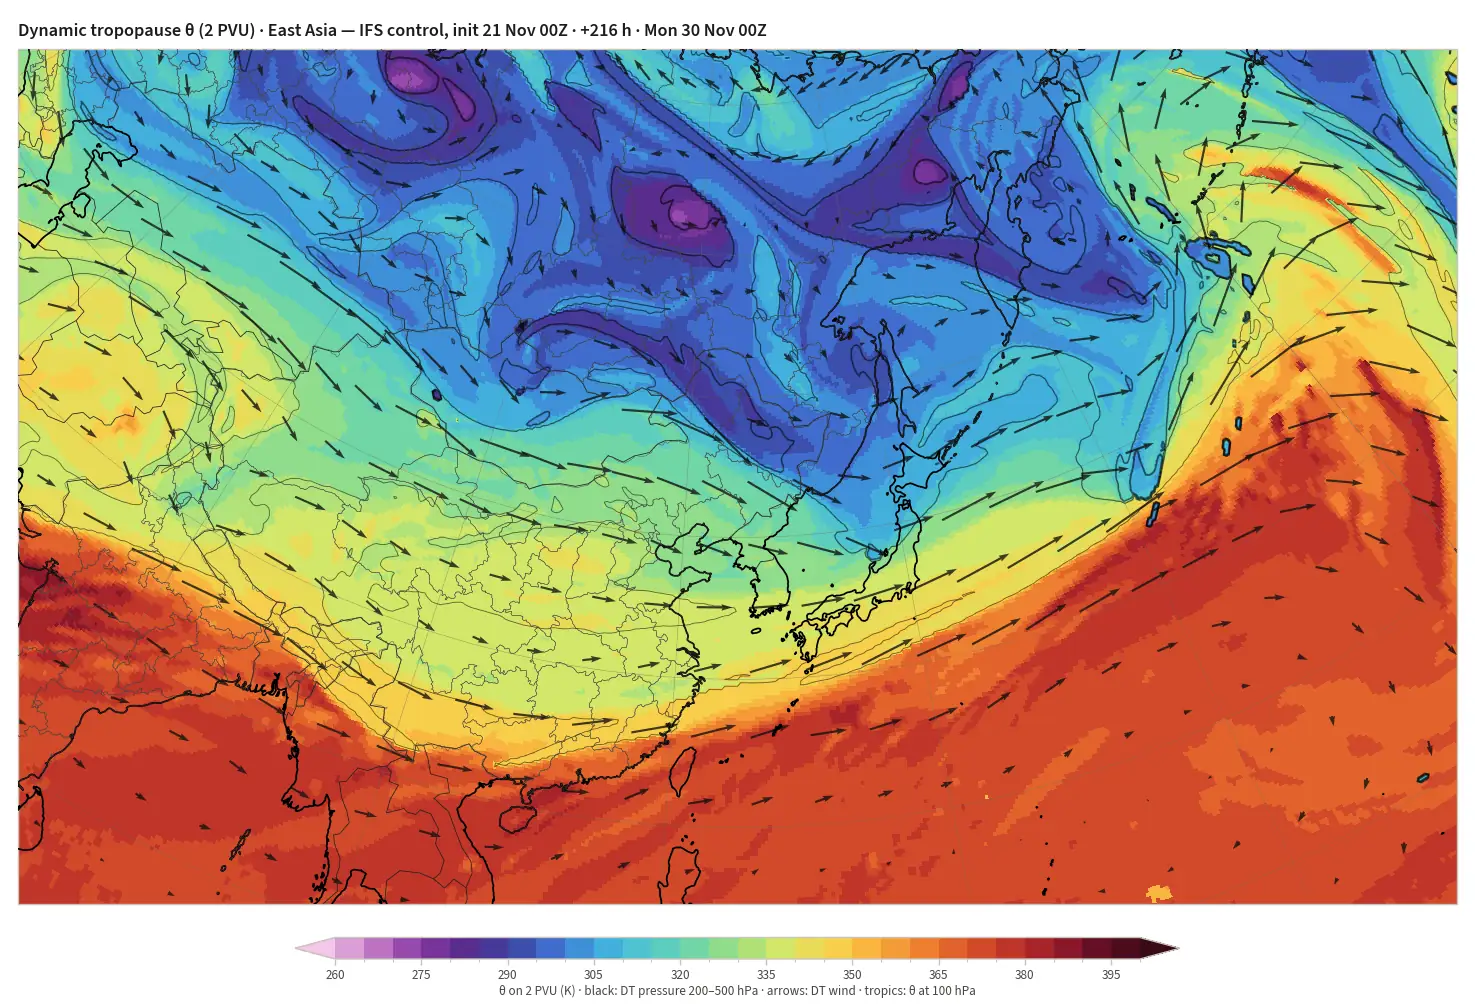 Dynamic tropopause θ (2 PVU) · East Asia — IFS control, init 21 Nov 00Z · +216 h · Mon 30 Nov 00Z
260 275 290 305 320 335 350 365 380 395
θ on 2 PVU (K) · black: DT pressure 200–500 hPa · arrows: DT wind · tropics: θ at 100 hPa